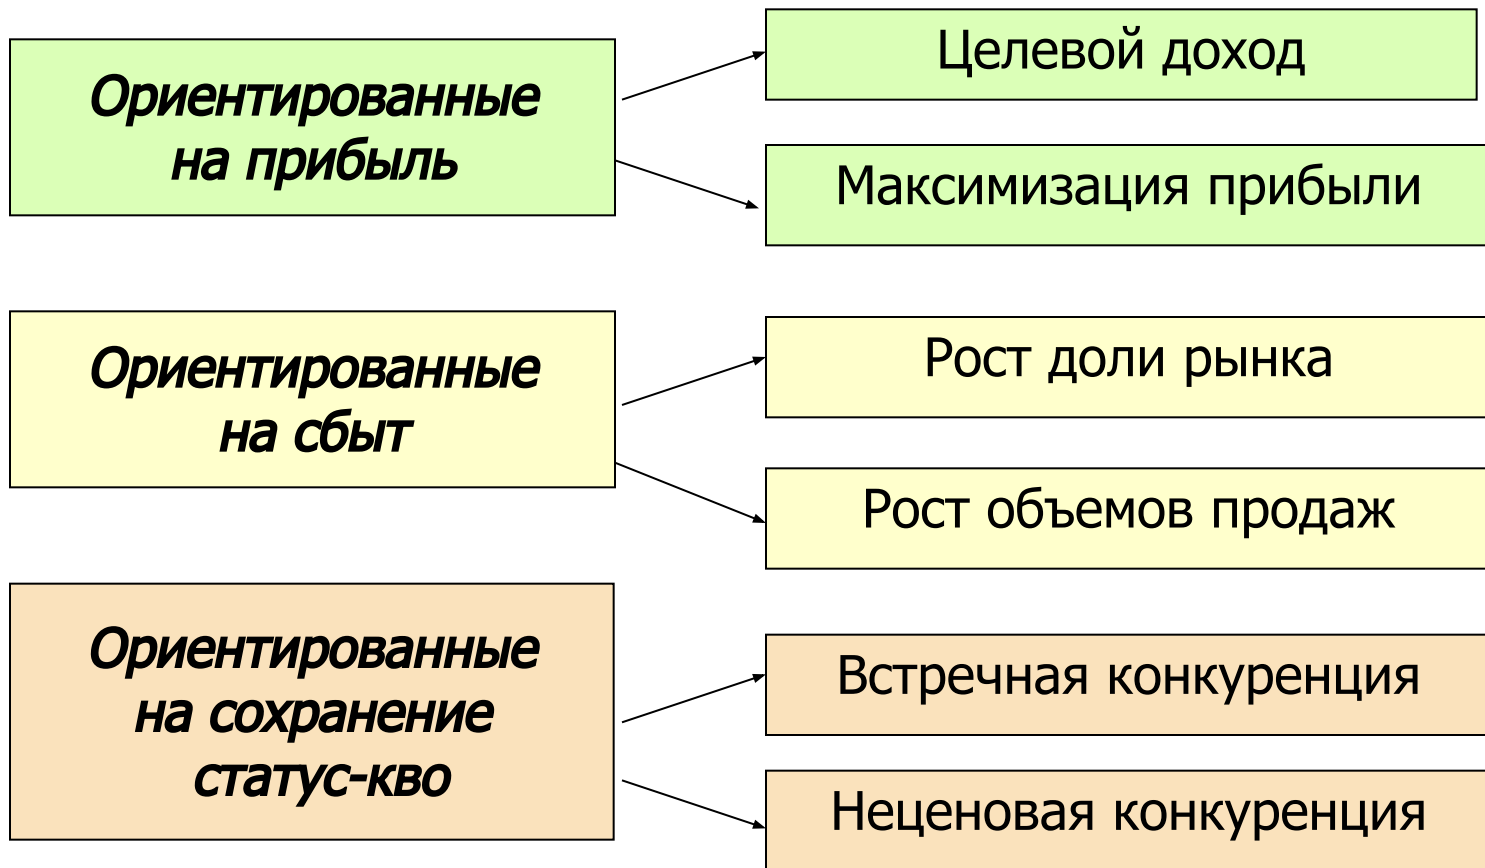 Ориентированные
на прибыль
Целевой доход
Максимизация прибыли
Ориентированные
на сбыт
Рост доли рынка
Рост объемов продаж
Ориентированные
на сохранение
статус-кво
Встречная конкуренция
Неценовая конкуренция